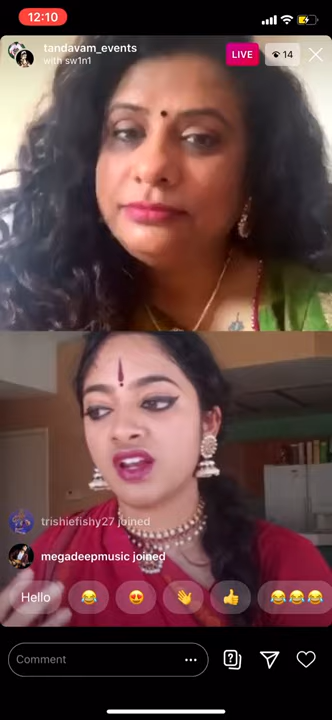 12:10
tandavam_events
with sw1n1
LIVE
14
trishiefishy27 joined
megadeepmusic joined
Hello
Comment